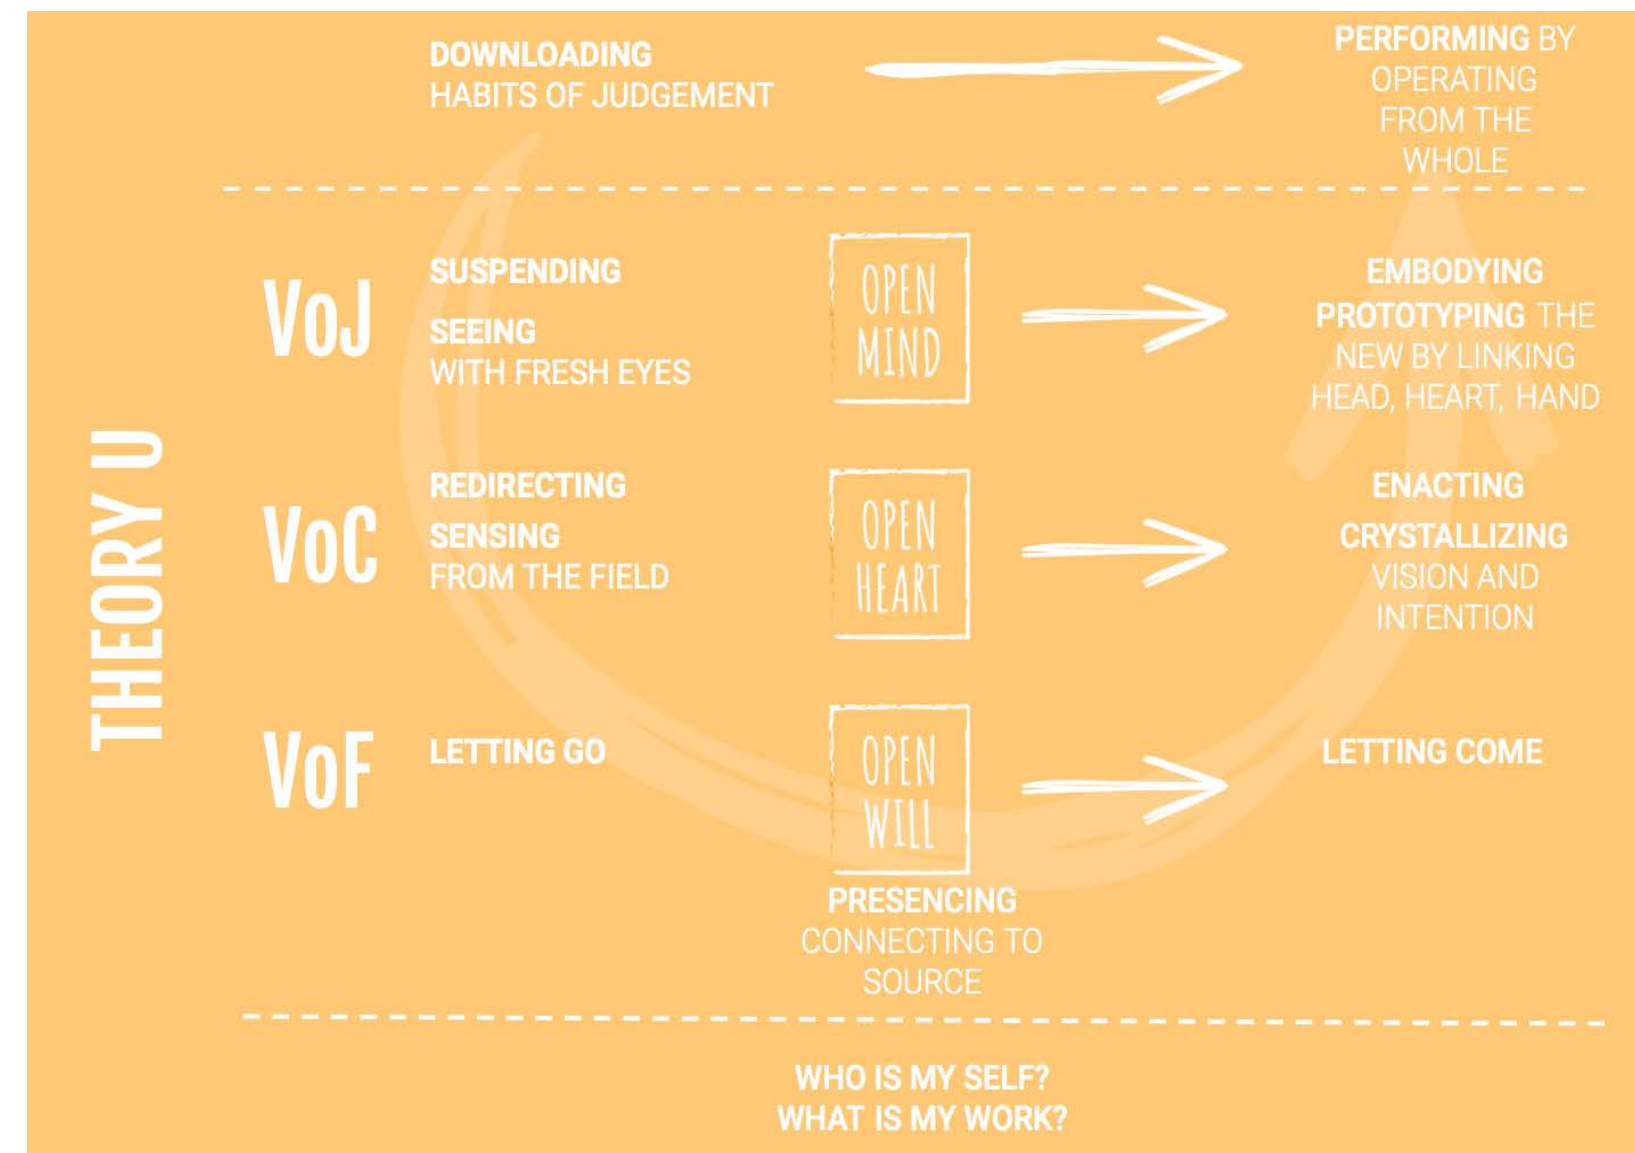 THEORY U
DOWNLOADING
HABITS OF JUDGEMENT
PERFORMING BY
OPERATING
FROM THE
WHOLE
VoJ
SUSPENDING
SEEING
WITH FRESH EYES
OPEN
MIND
EMBODYING
PROTOTYPING THE
NEW BY LINKING
HEAD, HEART, HAND
VoC
REDIRECTING
SENSING
FROM THE FIELD
OPEN
HEART
ENACTING
CRYSTALLIZING
VISION AND
INTENTION
VoF
LETTING GO
OPEN
WILL
LETTING COME
PRESENCING
CONNECTING TO
SOURCE
WHO IS MY SELF?
WHAT IS MY WORK?